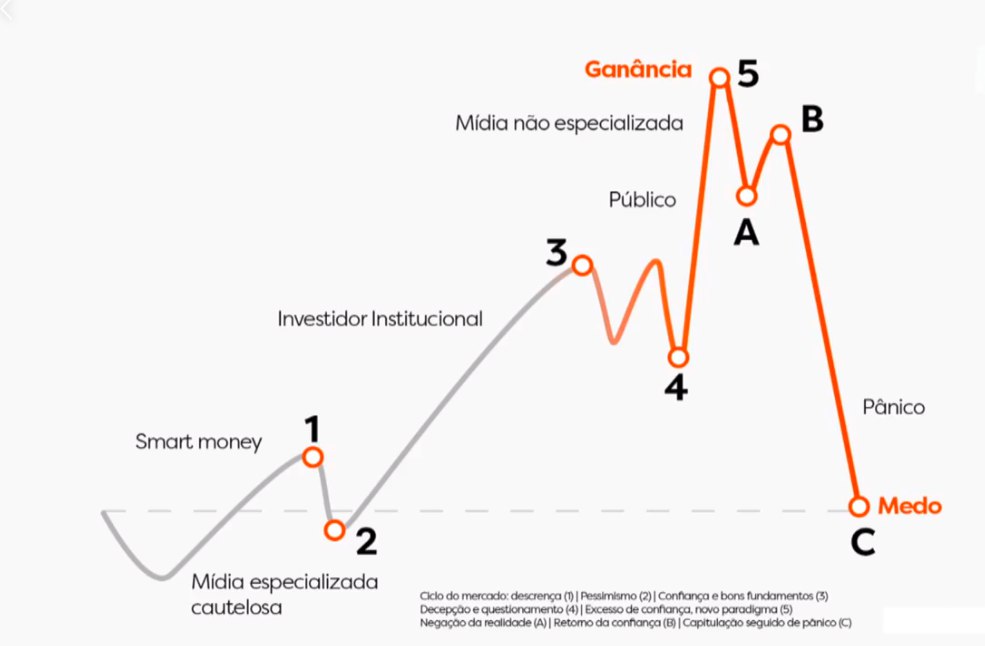 Ganância
5
Mídia não especializada
B
Público
A
3
Investidor Institucional
4
1
Pânico
Smart money
Medo
2
C
Mídia especializada
cautelosa
Ciclo do mercado: descrença (1) | Pessimismo (2) | Confiança e bons fundamentos (3)
Decepção e questionamento (4) | Excesso de confiança, novo paradigma (5)
Negação da realidade (A) | Retorno da confiança (B) | Capitulação seguido de pânico (C)